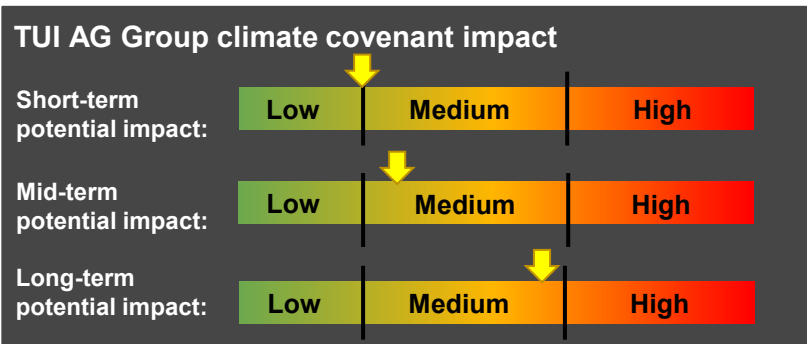 TUI AG Group climate covenant impact
Short-term
potential impact:
Low Medium High
Mid-term
potential impact:
Low Medium High
Long-term
potential impact:
Low Medium High